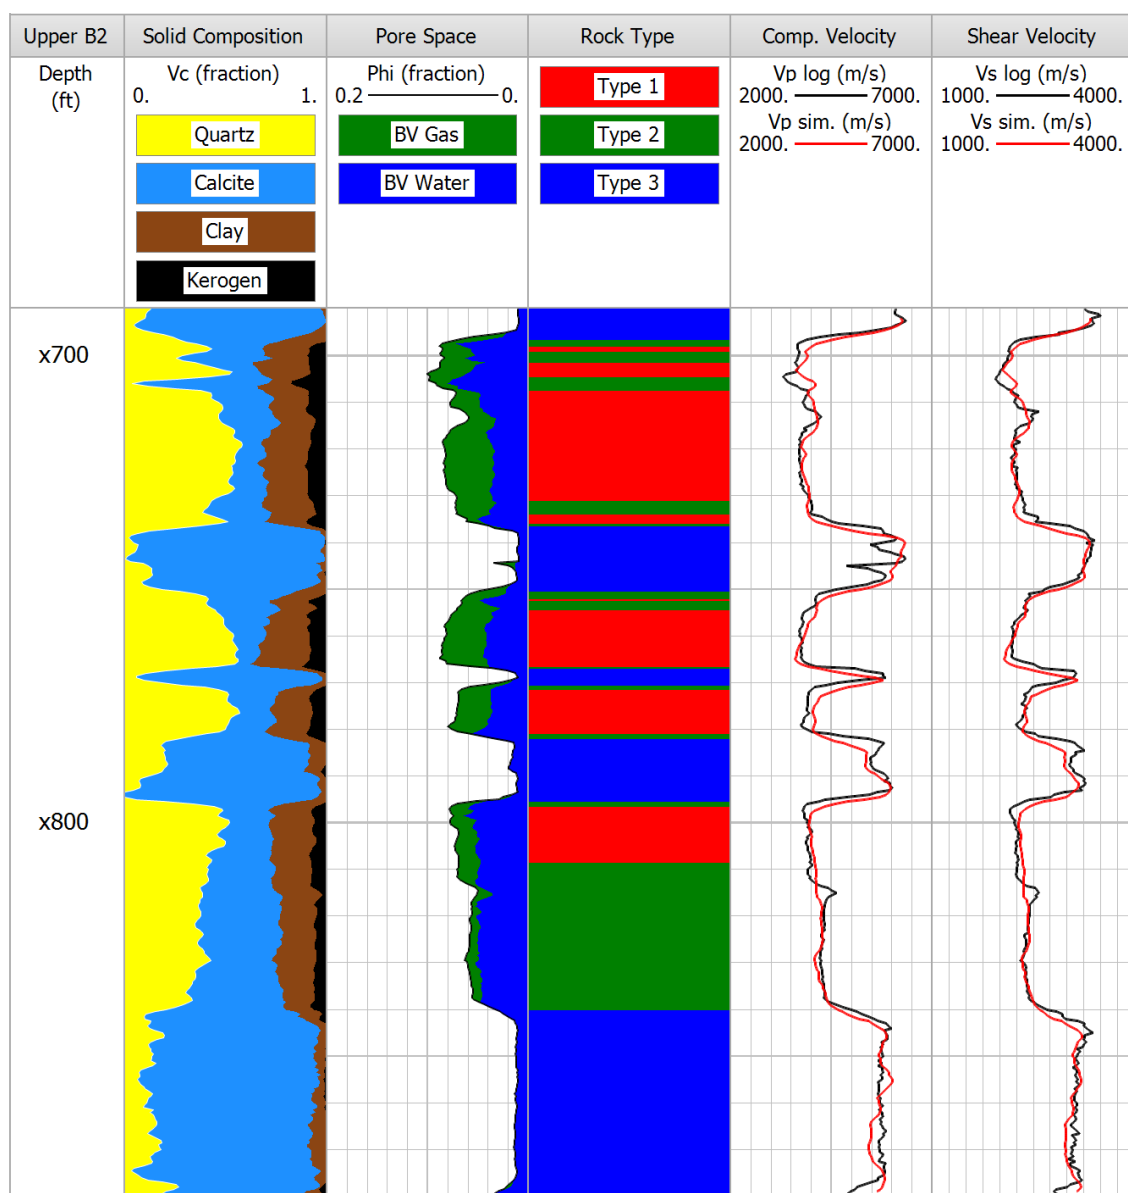 Upper B2 Solid Composition Pore Space Rock Type Comp. Velocity Shear Velocity
Depth
(ft)
Vc (fraction)
0. 1.
Quartz
Calcite
Clay
Kerogen
Phi (fraction)
0.2 0.
BV Gas
BV Water
Type 1
Type 2
Type 3
Vp log (m/s)
2000. 7000.
Vp sim. (m/s)
2000. 7000.
Vs log (m/s)
1000. 4000.
Vs sim. (m/s)
1000. 4000.
x700
x800